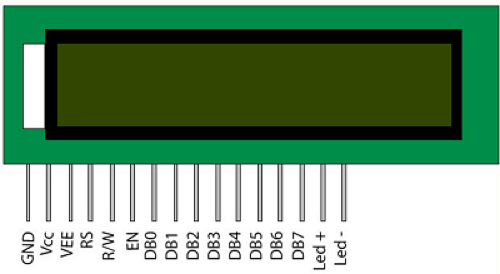 GND
Vcc
VEE
RS
R/W
EN
DB0
DB1
DB2
DB3
DB4
DB5
DB6
DB7
Led +
Led -